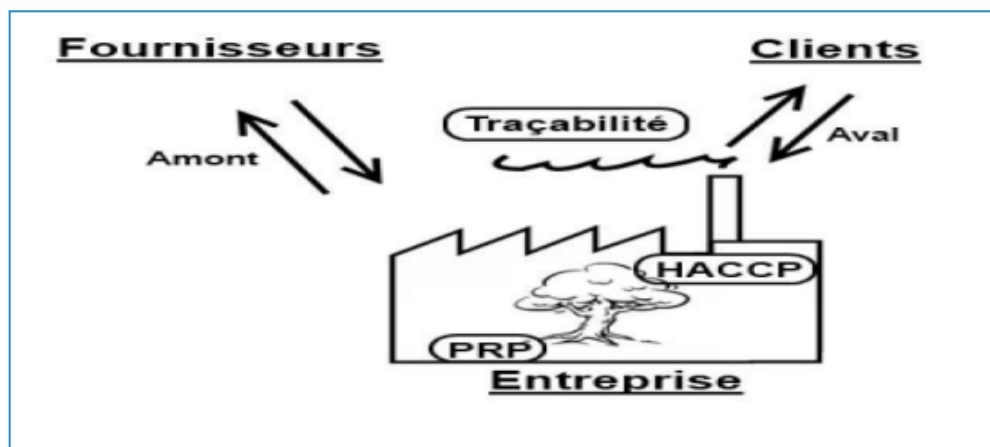 Fournisseurs
Clients
Traçabilité
Amont
Aval
HACCP
PRP
Entreprise